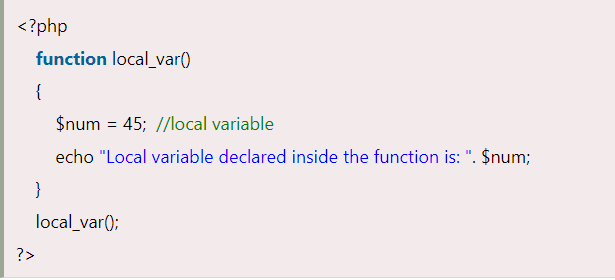 <?php
function local_var()
{
$num = 45; //local variable
echo "Local variable declared inside the function is: ". $num;
}
local_var();
?>